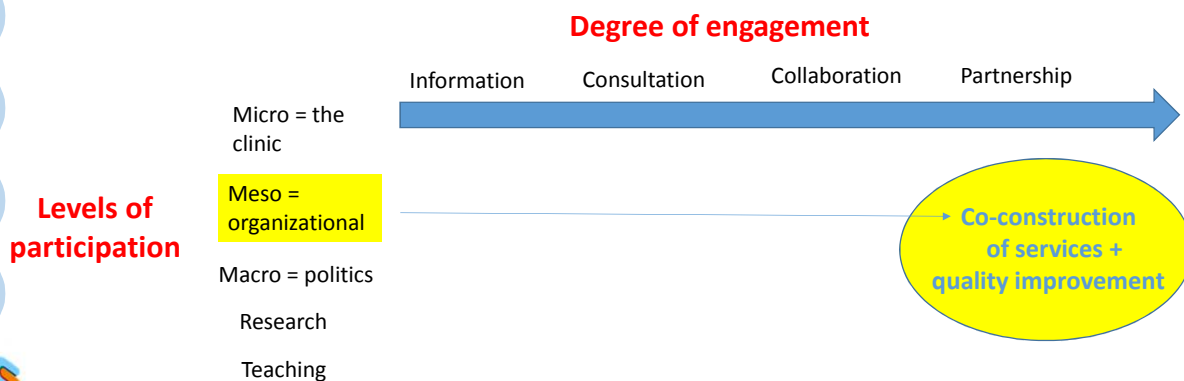 Degree of engagement
Information Consultation Collaboration Partnership
Micro = the
clinic
Levels of
participation
Meso =
organizational
Co-construction
of services +
quality improvement
Macro = politics
Research
Teaching